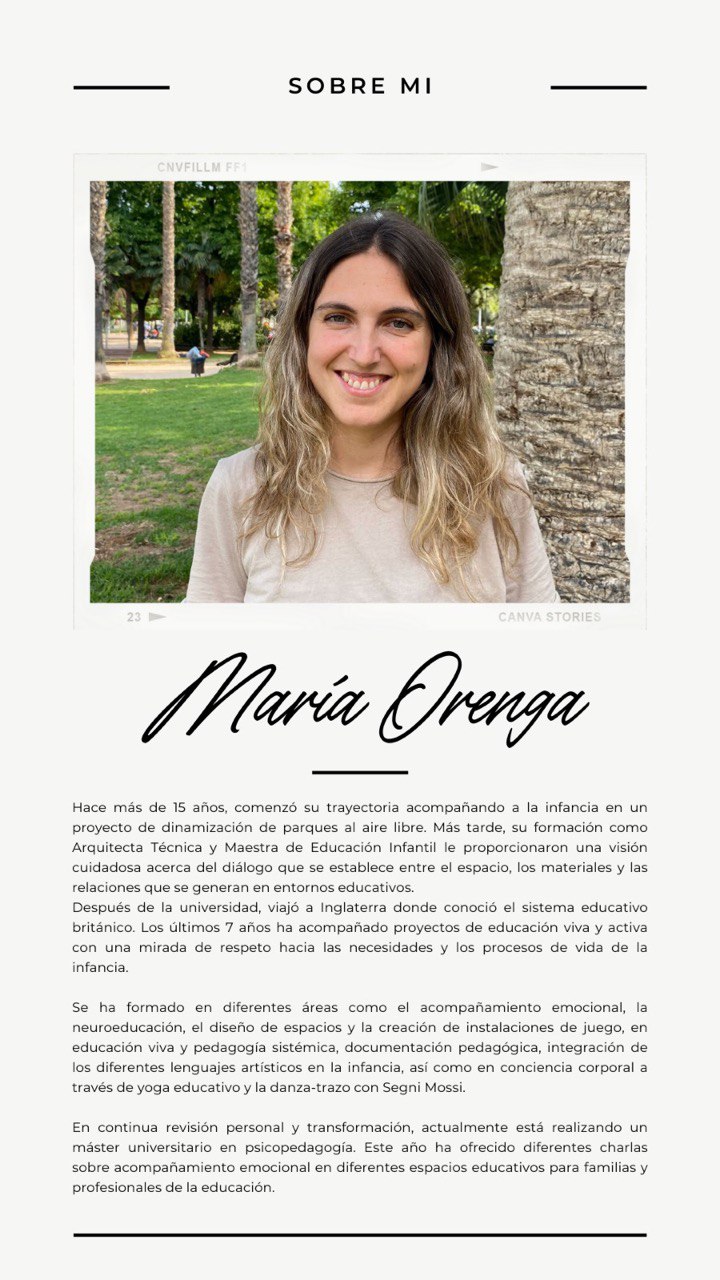 SOBRE MI
CNVFILLM FF1
23
CANVA STORIES
María Orenga
Hace más de 15 años, comenzó su trayectoria acompañando a la infancia en un
proyecto de dinamización de parques al aire libre. Más tarde, su formación como
Arquitecta Técnica y Maestra de Educación Infantil le proporcionaron una visión
cuidadosa acerca del diálogo que se establece entre el espacio, los materiales y las
relaciones que se generan en entornos educativos.
Después de la universidad, viajó a Inglaterra donde conoció el sistema educativo
británico. Los últimos 7 años ha acompañado proyectos de educación viva y activa
con una mirada de respeto hacia las necesidades y los procesos de vida de la
infancia.
Se ha formado en diferentes áreas como el acompañamiento emocional, la
neuroeducación, el diseño de espacios y la creación de instalaciones de juego, en
educación viva y pedagogía sistémica, documentación pedagógica, integración de
los diferentes lenguajes artísticos en la infancia, así como en conciencia corporal a
través de yoga educativo y la danza-trazo con Segni Mossi.
En continua revisión personal y transformación, actualmente está realizando un
máster universitario en psicopedagogía. Este año ha ofrecido diferentes charlas
sobre acompañamiento emocional en diferentes espacios educativos para familias y
profesionales de la educación.